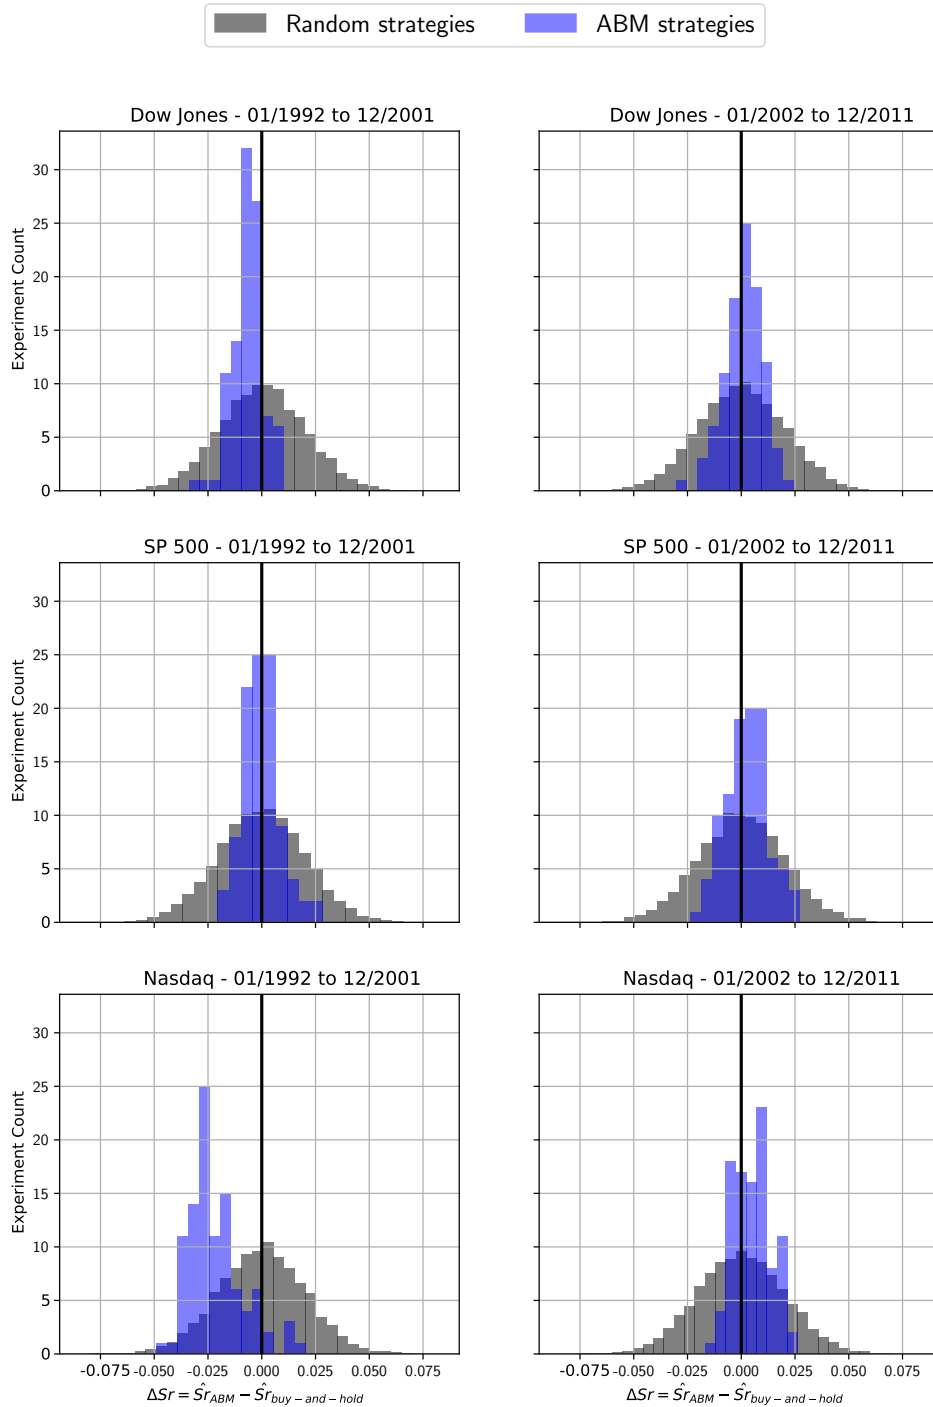 Random strategies ABM strategies
Dow Jones - 01/1992 to 12/2001
Dow Jones - 01/2002 to 12/2011
Experiment Count
30
25
20
15
10
5
0
SP 500 - 01/1992 to 12/2001
SP 500 - 01/2002 to 12/2011
Experiment Count
30
25
20
15
10
5
0
Nasdaq - 01/1992 to 12/2001
Nasdaq - 01/2002 to 12/2011
Experiment Count
30
25
20
15
10
5
0
-0.075 -0.050 -0.025 0.000 0.025 0.050 0.075
-0.075 -0.050 -0.025 0.000 0.025 0.050 0.075
ΔSr = Ŝr_ABM − Ŝr_buy−and−hold
ΔSr = Ŝr_ABM − Ŝr_buy−and−hold